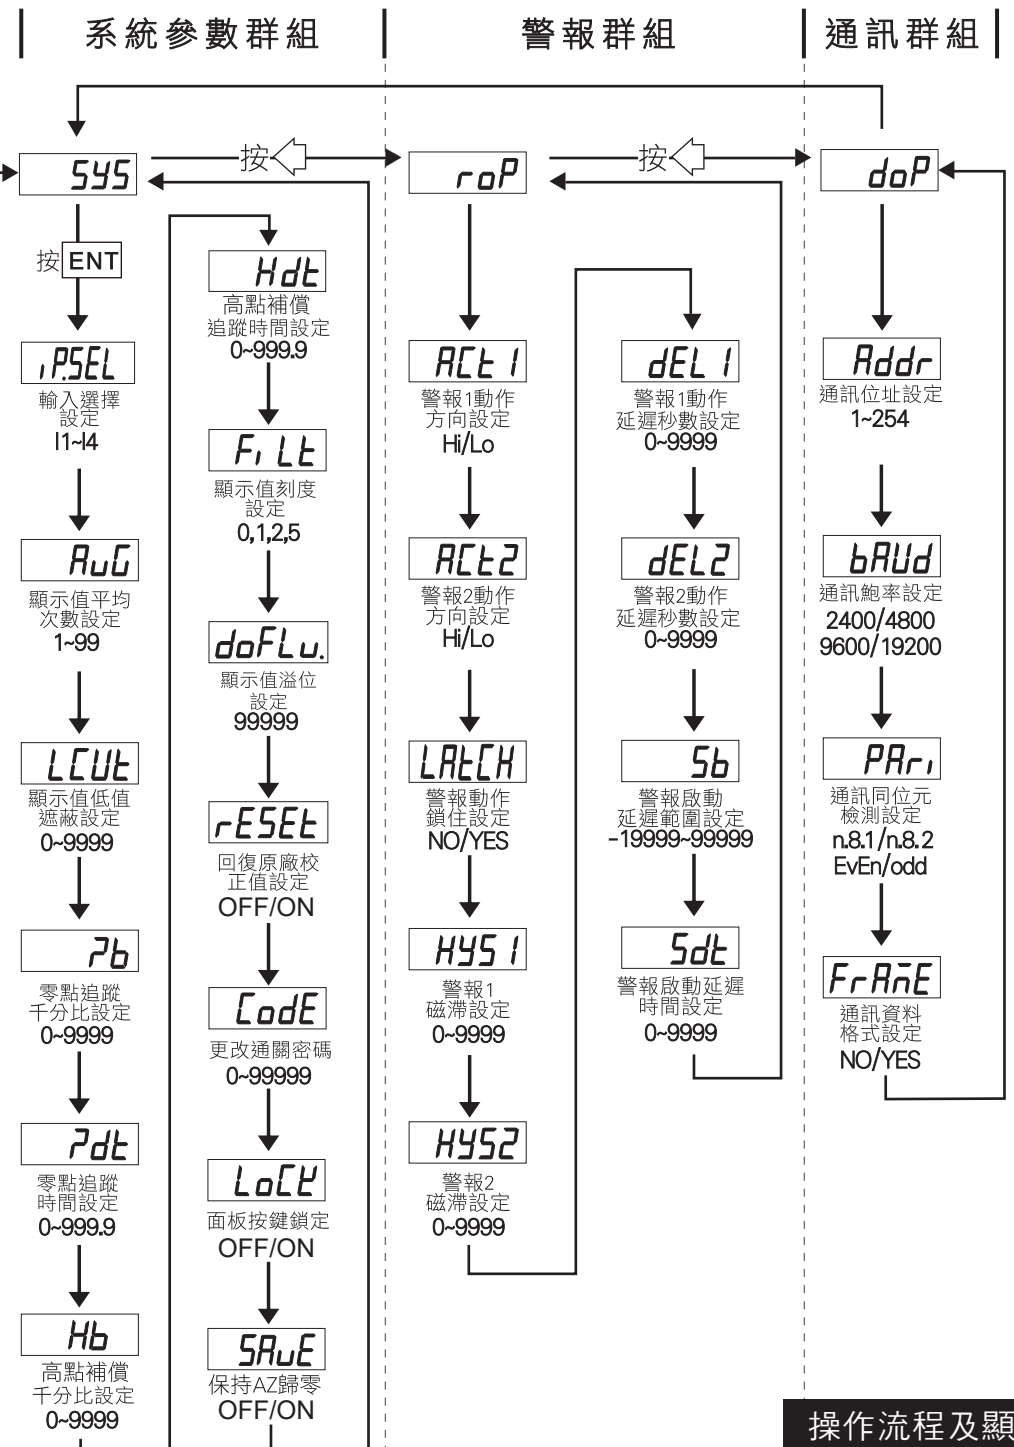 系統參數群組
警報群組
通訊群組
SYS
按
roP
按
doP
按 ENT
iP.SEL
輸入選擇
設定
I1~I4
AvG
顯示值平均
次數設定
1~99
LCUt
顯示值低值
遮蔽設定
0~9999
Zb
零點追蹤
千分比設定
0~9999
Zdt
零點追蹤
時間設定
0~999.9
Hb
高點補償
千分比設定
0~9999
Hdt
高點補償
追蹤時間設定
0~999.9
FiLt
顯示值刻度
設定
0,1,2,5
doFLv.
顯示值溢位
設定
99999
rESEt
回復原廠校
正值設定
OFF/ON
CodE
更改通關密碼
0~99999
LoCK
面板按鍵鎖定
OFF/ON
SAvE
保持AZ歸零
OFF/ON
ACt1
警報1動作
方向設定
Hi/Lo
ACt2
警報2動作
方向設定
Hi/Lo
LAtCH
警報動作
鎖住設定
NO/YES
HYS1
警報1
磁滯設定
0~9999
HYS2
警報2
磁滯設定
0~9999
dEL1
警報1動作
延遲秒數設定
0~9999
dEL2
警報2動作
延遲秒數設定
0~9999
Sb
警報啟動
延遲範圍設定
-19999~99999
Sdt
警報啟動延遲
時間設定
0~9999
Addr
通訊位址設定
1~254
bAUd
通訊鮑率設定
2400/4800
9600/19200
PAri
通訊同位元
檢測設定
n.8.1/n.8.2
EvEn/odd
FrAmE
通訊資料
格式設定
NO/YES
操作流程及顯